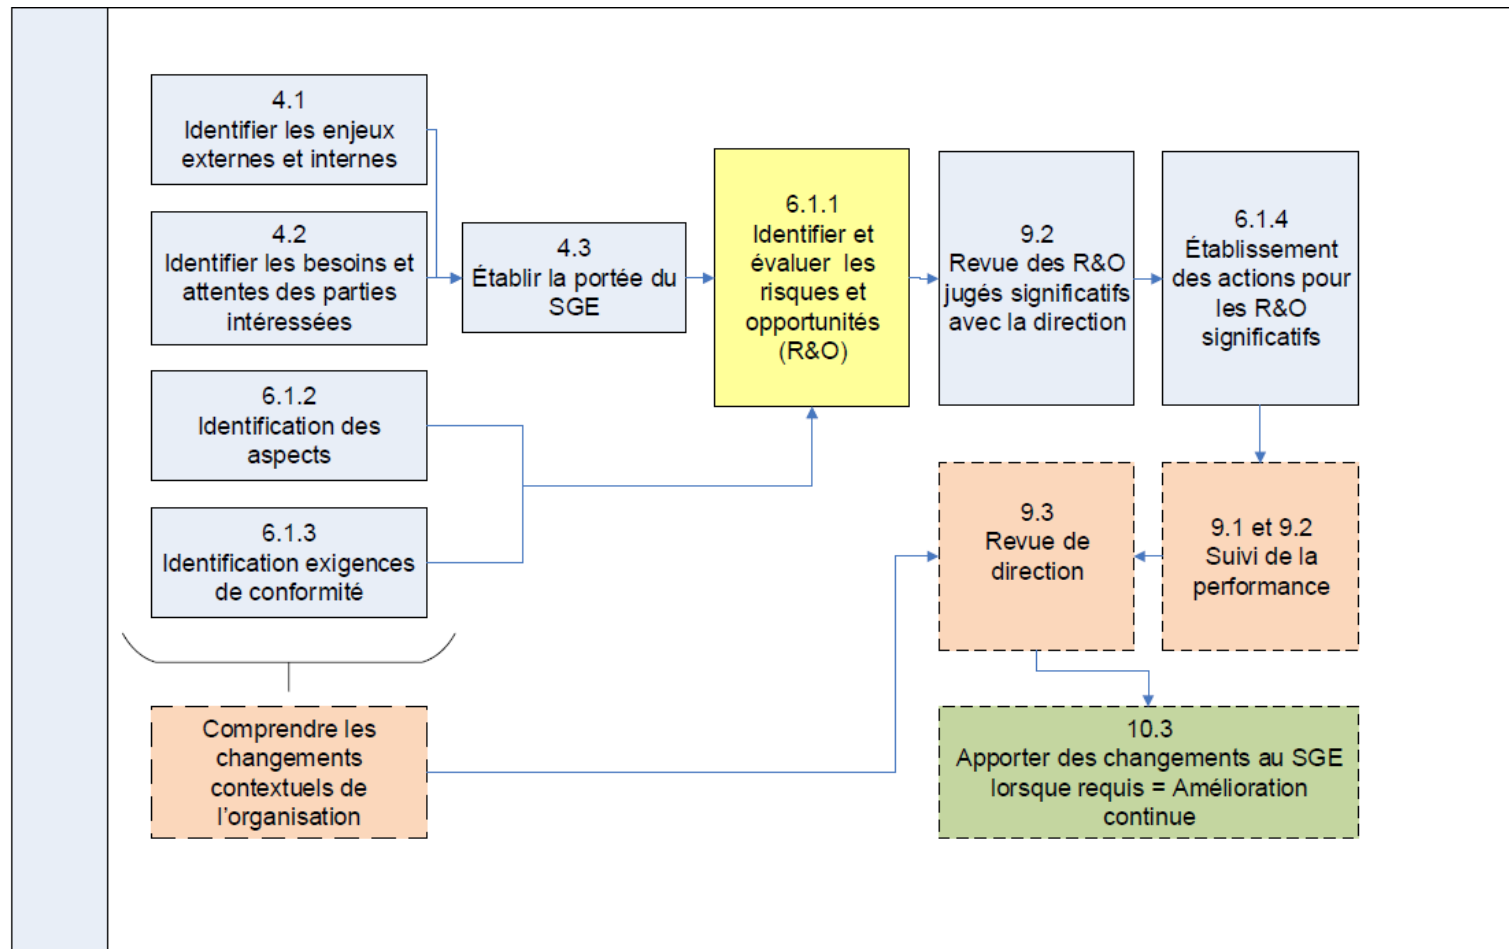 4.1
Identifier les enjeux
externes et internes
4.2
Identifier les besoins et
attentes des parties
intéressées
6.1.2
Identification des
aspects
6.1.3
Identification exigences
de conformité
Comprendre les
changements
contextuels de
l'organisation
4.3
Établir la portée du
SGE
6.1.1
Identifier et
évaluer les
risques et
opportunités
(R&O)
9.2
Revue des R&O
jugés significatifs
avec la direction
6.1.4
Établissement
des actions pour
les R&O
significatifs
9.3
Revue de
direction
9.1 et 9.2
Suivi de la
performance
10.3
Apporter des changements au SGE
lorsque requis = Amélioration
continue